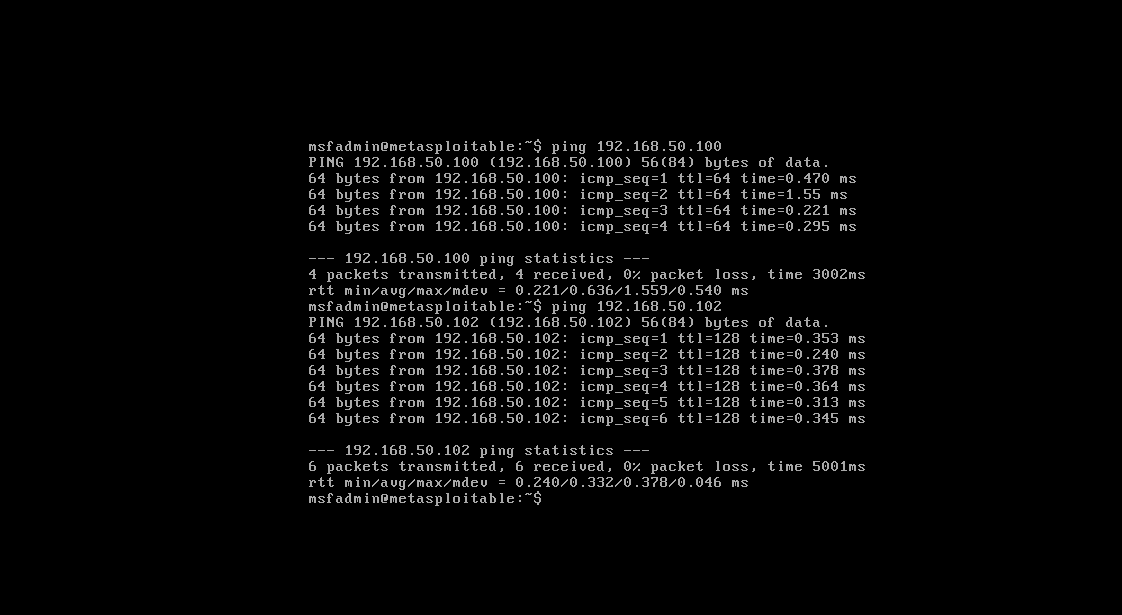 msfadmin@metasploitable:~$ ping 192.168.50.100
PING 192.168.50.100 (192.168.50.100) 56(84) bytes of data.
64 bytes from 192.168.50.100: icmp_seq=1 ttl=64 time=0.470 ms
64 bytes from 192.168.50.100: icmp_seq=2 ttl=64 time=1.55 ms
64 bytes from 192.168.50.100: icmp_seq=3 ttl=64 time=0.221 ms
64 bytes from 192.168.50.100: icmp_seq=4 ttl=64 time=0.295 ms

--- 192.168.50.100 ping statistics ---
4 packets transmitted, 4 received, 0% packet loss, time 3002ms
rtt min/avg/max/mdev = 0.221/0.636/1.559/0.540 ms
msfadmin@metasploitable:~$ ping 192.168.50.102
PING 192.168.50.102 (192.168.50.102) 56(84) bytes of data.
64 bytes from 192.168.50.102: icmp_seq=1 ttl=128 time=0.353 ms
64 bytes from 192.168.50.102: icmp_seq=2 ttl=128 time=0.240 ms
64 bytes from 192.168.50.102: icmp_seq=3 ttl=128 time=0.378 ms
64 bytes from 192.168.50.102: icmp_seq=4 ttl=128 time=0.364 ms
64 bytes from 192.168.50.102: icmp_seq=5 ttl=128 time=0.313 ms
64 bytes from 192.168.50.102: icmp_seq=6 ttl=128 time=0.345 ms

--- 192.168.50.102 ping statistics ---
6 packets transmitted, 6 received, 0% packet loss, time 5001ms
rtt min/avg/max/mdev = 0.240/0.332/0.378/0.046 ms
msfadmin@metasploitable:~$